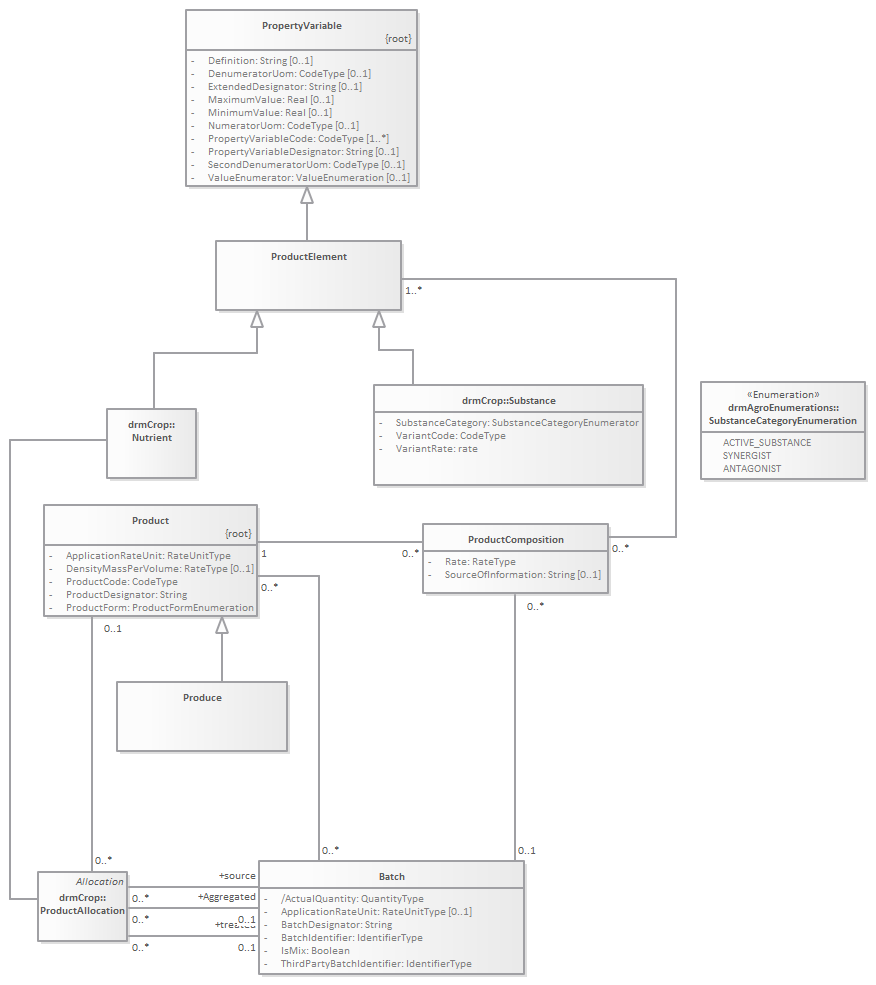 PropertyVariable
{root}
- Definition: String [0..1]
- DenumeratorUom: CodeType [0..1]
- ExtendedDesignator: String [0..1]
- MaximumValue: Real [0..1]
- MinimumValue: Real [0..1]
- NumeratorUom: CodeType [0..1]
- PropertyVariableCode: CodeType [1..*]
- PropertyVariableDesignator: String [0..1]
- SecondDenumeratorUom: CodeType [0..1]
- ValueEnumerator: ValueEnumeration [0..1]
ProductElement
1..*
drmCrop::
Nutrient
drmCrop::Substance
- SubstanceCategory: SubstanceCategoryEnumerator
- VariantCode: CodeType
- VariantRate: rate
«Enumeration»
drmAgroEnumerations::
SubstanceCategoryEnumeration
ACTIVE_SUBSTANCE
SYNERGIST
ANTAGONIST
Product
{root}
- ApplicationRateUnit: RateUnitType
- DensityMassPerVolume: RateType [0..1]
- ProductCode: CodeType
- ProductDesignator: String
- ProductForm: ProductFormEnumeration
1
0..*
0..*
0..1
ProductComposition
- Rate: RateType
- SourceOfInformation: String [0..1]
0..*
0..*
Produce
0..*
0..*
0..1
Allocation
drmCrop::
ProductAllocation
+source
0..*
+Aggregated
0..*
0..1
0..*
0..1
Batch
- /ActualQuantity: QuantityType
- ApplicationRateUnit: RateUnitType [0..1]
- BatchDesignator: String
- BatchIdentifier: IdentifierType
- IsMix: Boolean
- ThirdPartyBatchIdentifier: IdentifierType